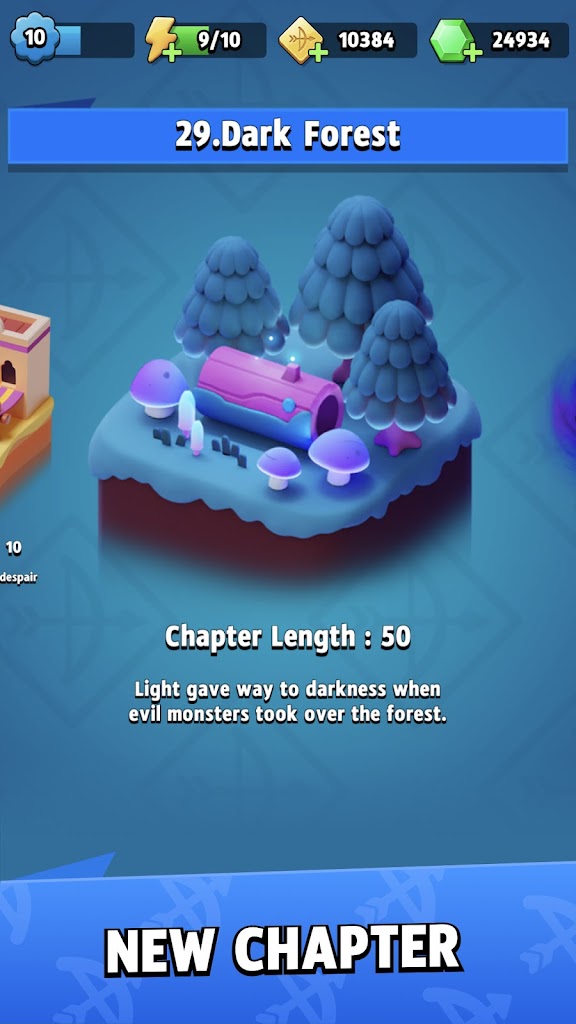 10
9/10
10384
24934
29.Dark Forest
10
despair
Chapter Length : 50
Light gave way to darkness when
evil monsters took over the forest.
NEW CHAPTER